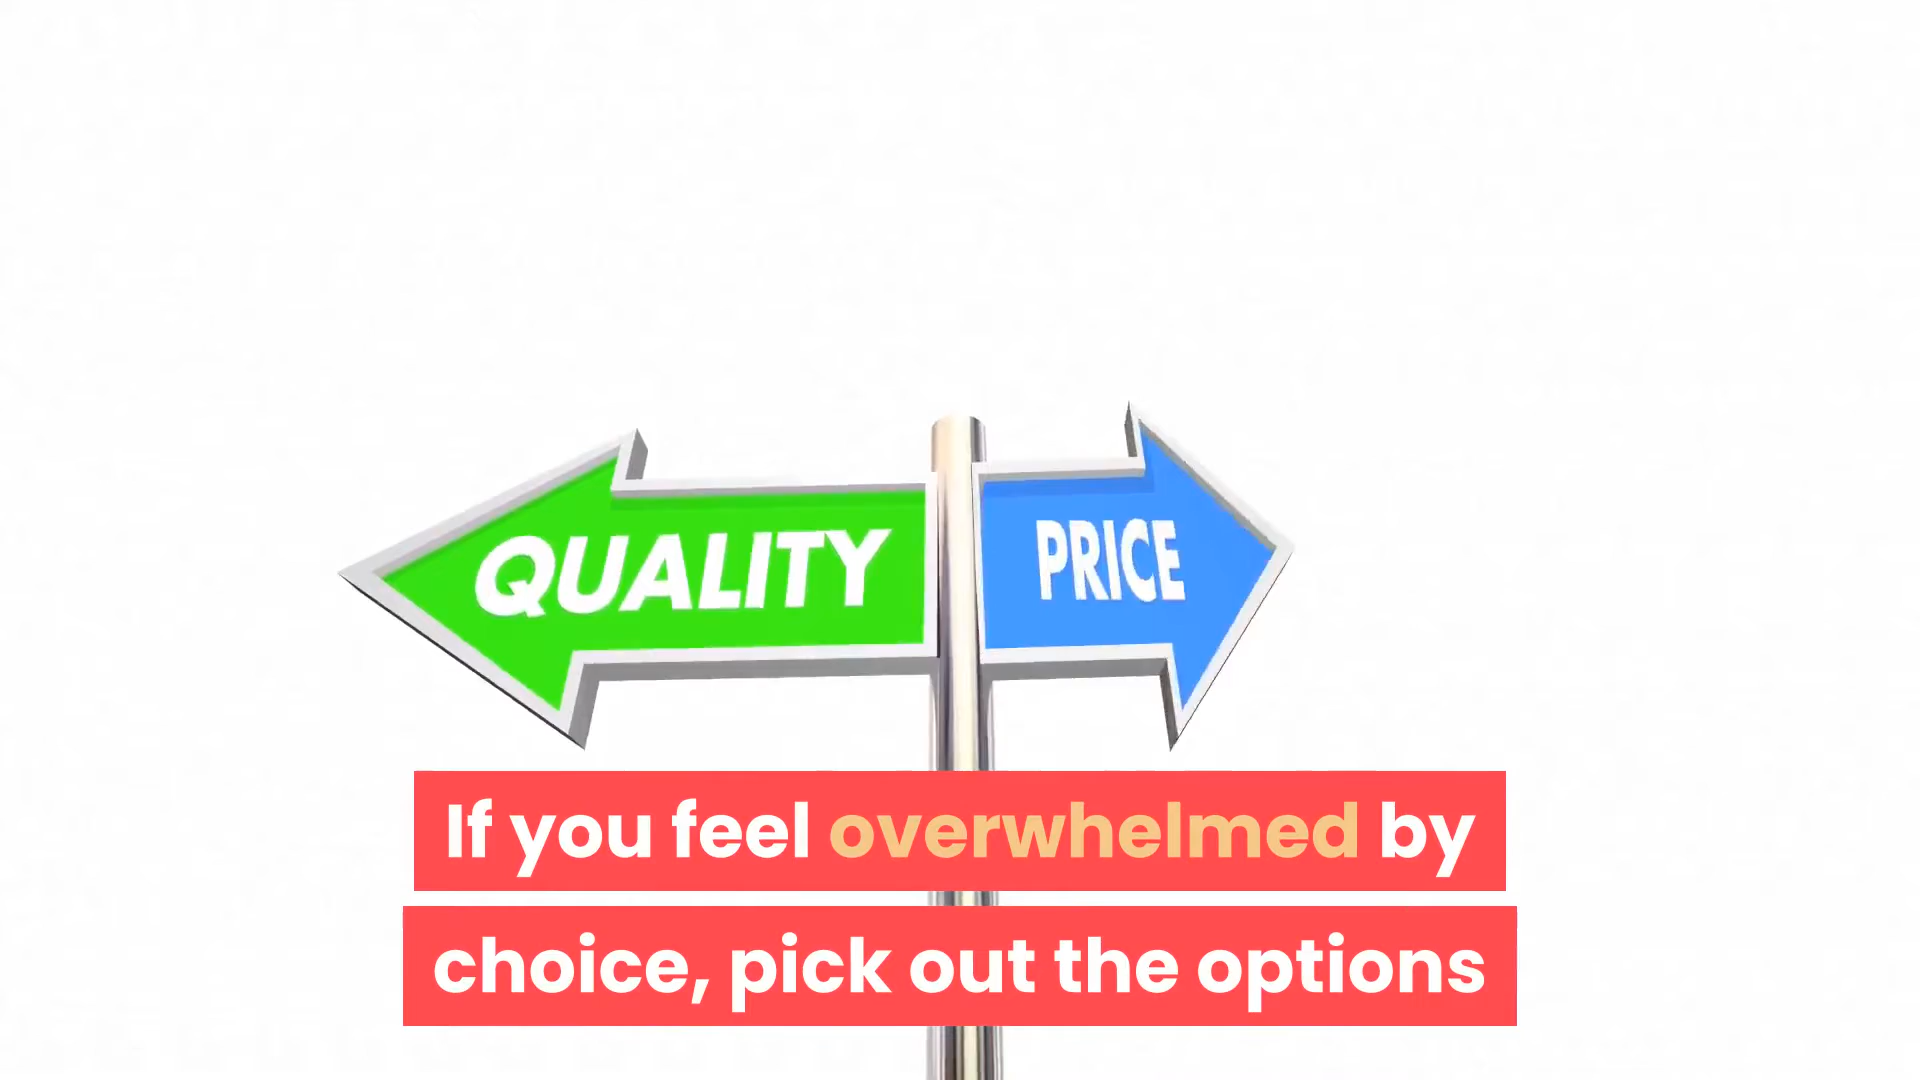 QUALITY
PRICE
If you feel overwhelmed by
choice, pick out the options